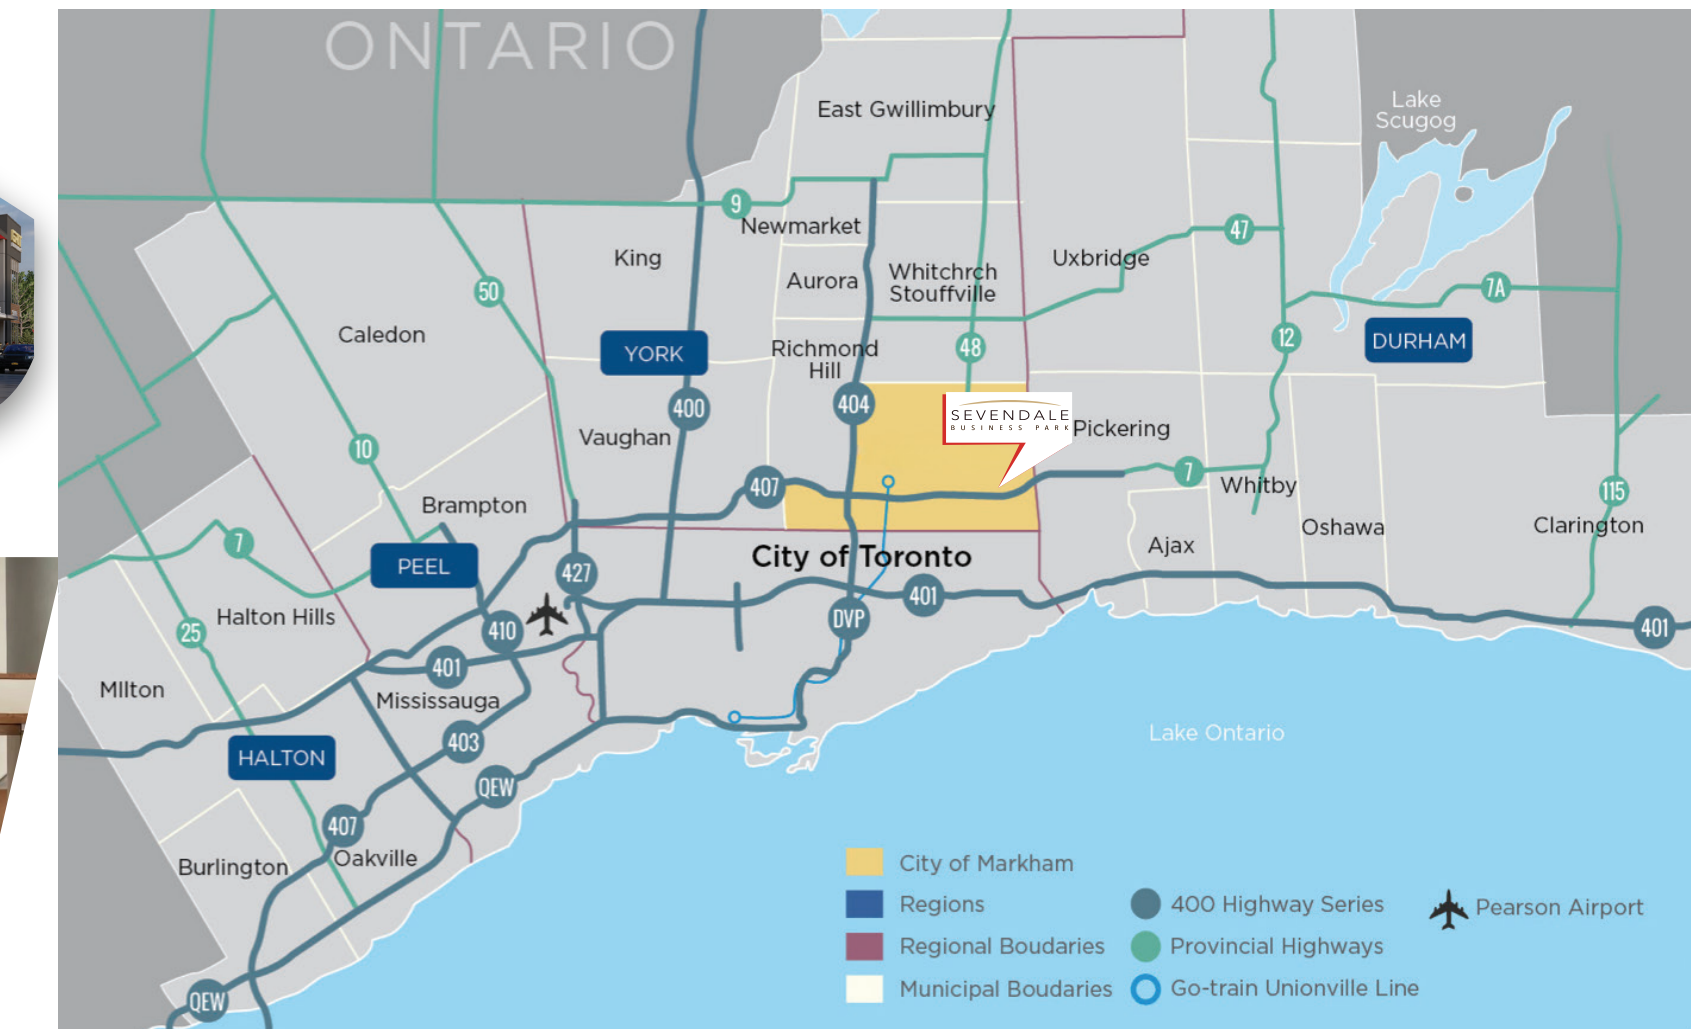 ONTARIO
East Gwillimbury
Lake
Scugog
9
Newmarket
47
King
Uxbridge
Aurora
Whitchrch
Stouffville
50
7A
Caledon
YORK
Richmond
Hill
48
12
DURHAM
400
404
SEVENDALE
BUSINESS PARK
Pickering
Vaughan
10
407
7
Whitby
115
Brampton
Oshawa
Clarington
7
PEEL
City of Toronto
Ajax
427
401
Halton Hills
410
DVP
25
401
401
MIlton
Mississauga
403
HALTON
Lake Ontario
QEW
407
Burlington
Oakville
QEW
City of Markham
Regions
400 Highway Series
Pearson Airport
Regional Boudaries
Provincial Highways
Municipal Boudaries
Go-train Unionville Line